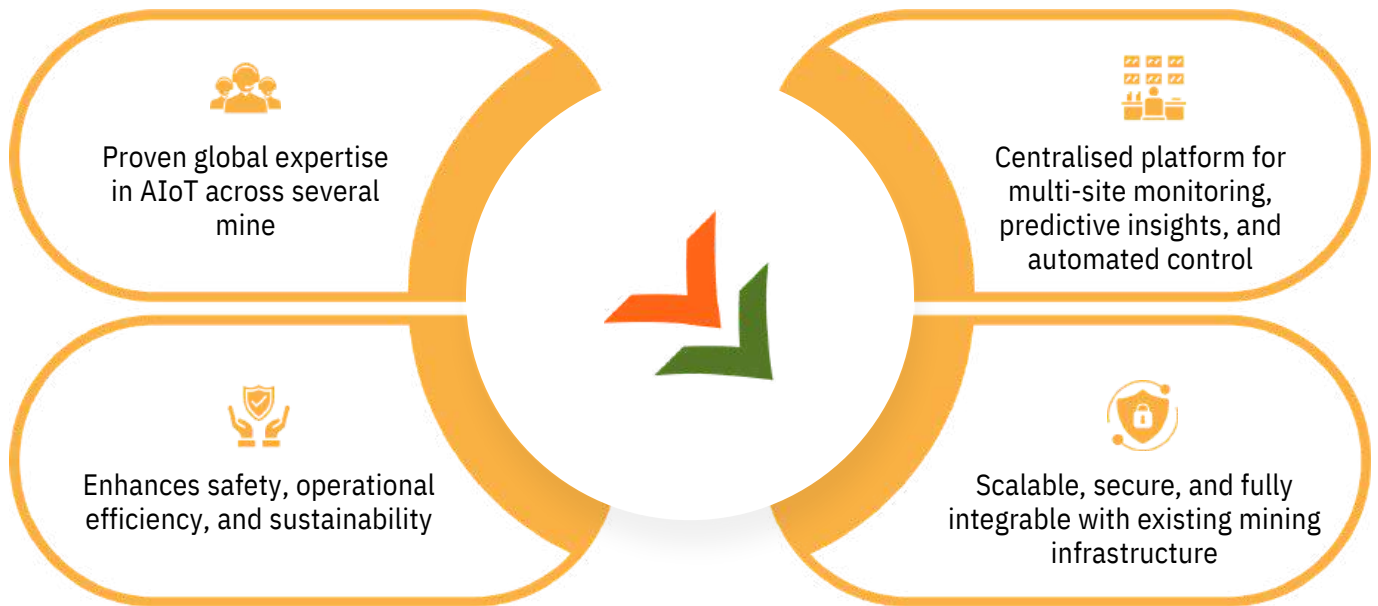 Proven global expertise
in AIoT across several
mine
Centralised platform for
multi-site monitoring,
predictive insights, and
automated control
Enhances safety, operational
efficiency, and sustainability
Scalable, secure, and fully
integrable with existing mining
infrastructure